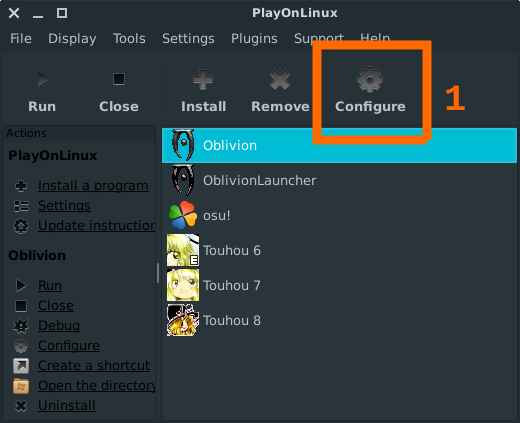 PlayOnLinux
File Display Tools Settings Plugins Support Help
Run Close Install Remove Configure 1
Actions
PlayOnLinux
Install a program
Settings
Update instruction
Oblivion
Run
Close
Debug
Configure
Create a shortcut
Open the directory
Uninstall
Oblivion
OblivionLauncher
osu!
Touhou 6
Touhou 7
Touhou 8